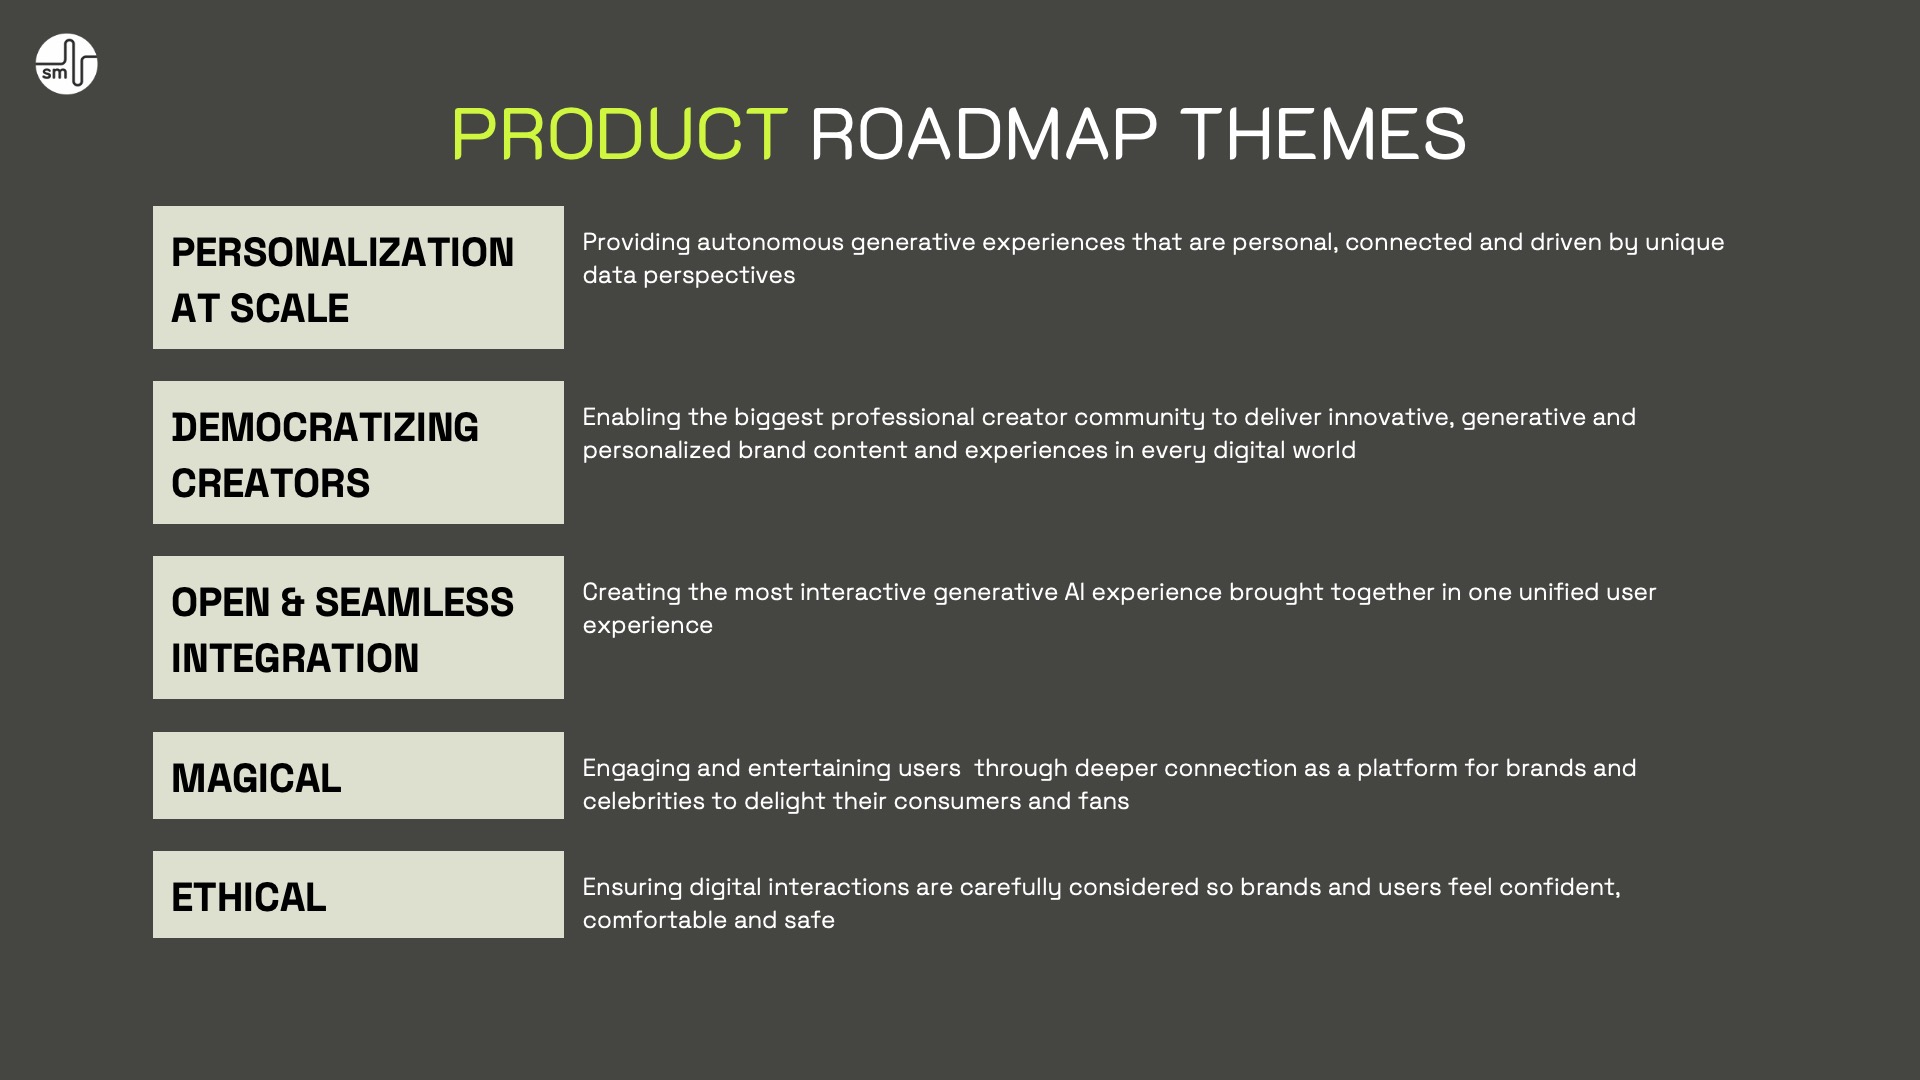 sm
PRODUCT ROADMAP THEMES
PERSONALIZATION
AT SCALE
Providing autonomous generative experiences that are personal, connected and driven by unique
data perspectives
DEMOCRATIZING
CREATORS
Enabling the biggest professional creator community to deliver innovative, generative and
personalized brand content and experiences in every digital world
OPEN & SEAMLESS
INTEGRATION
Creating the most interactive generative AI experience brought together in one unified user
experience
MAGICAL
Engaging and entertaining users  through deeper connection as a platform for brands and
celebrities to delight their consumers and fans
ETHICAL
Ensuring digital interactions are carefully considered so brands and users feel confident,
comfortable and safe